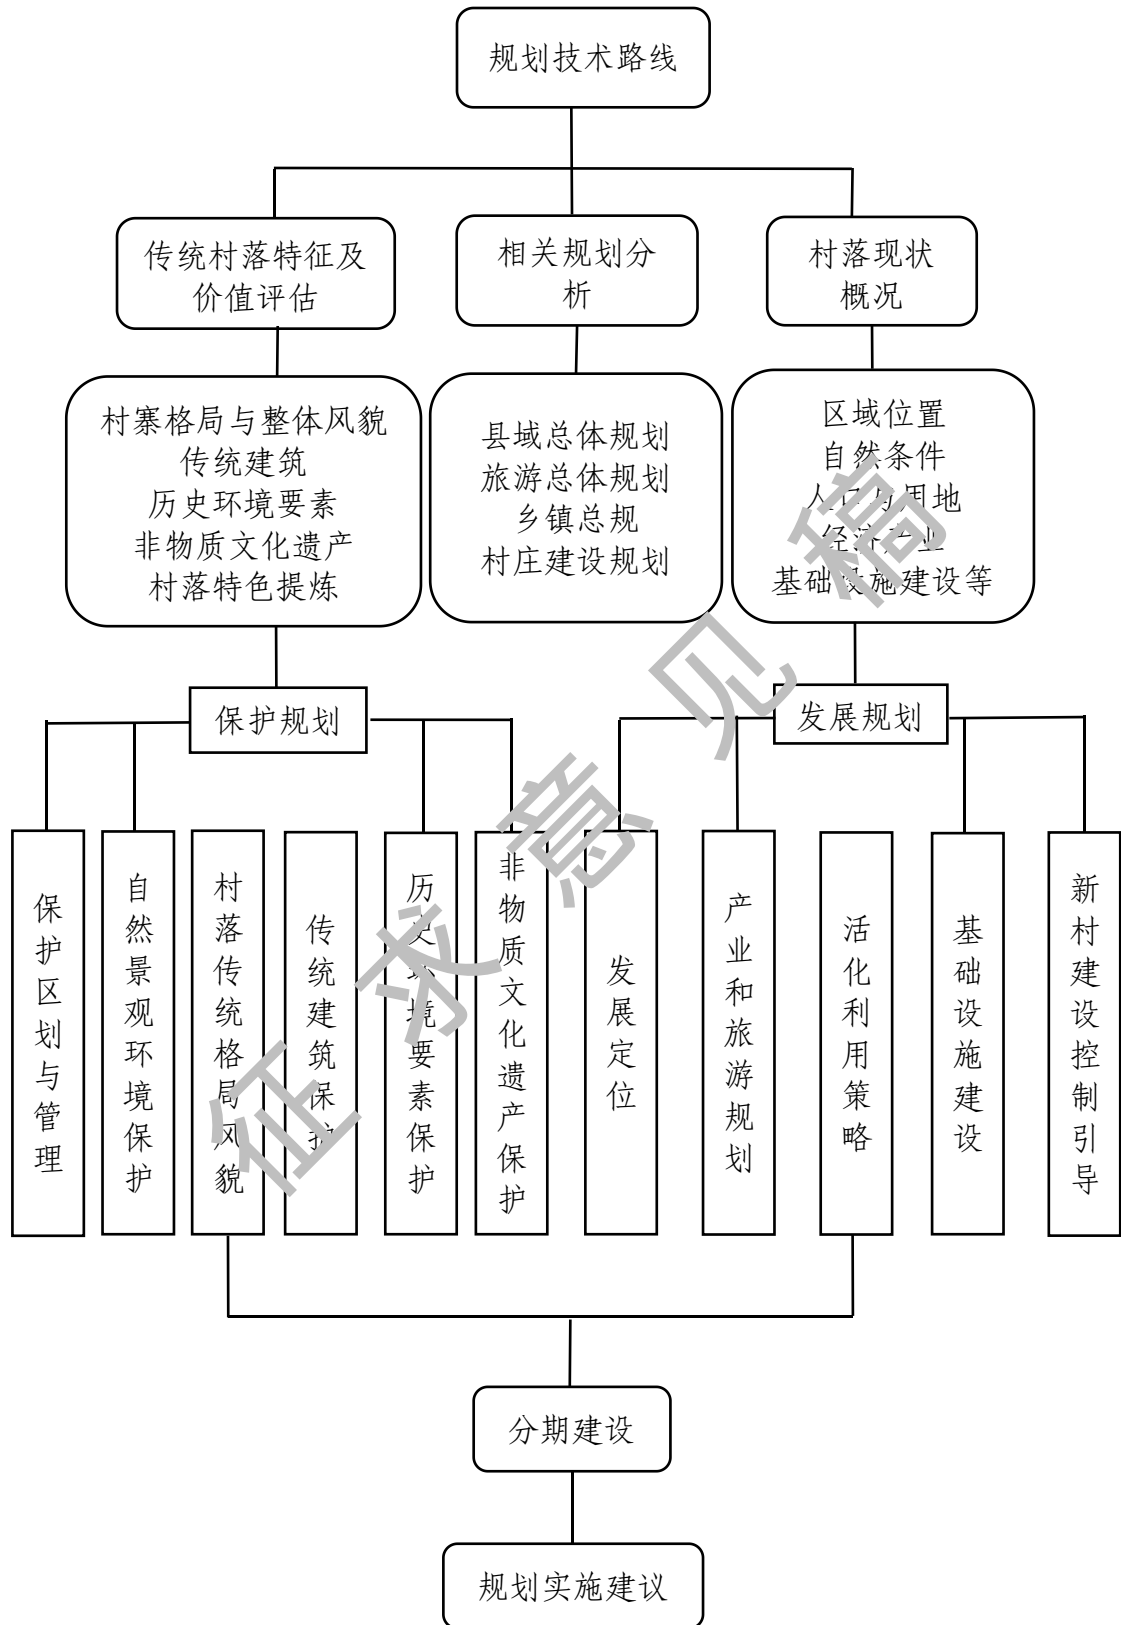 规划技术路线
传统村落特征及
价值评估
相关规划分
析
村落现状
概况
村寨格局与整体风貌
传统建筑
历史环境要素
非物质文化遗产
村落特色提炼
县域总体规划
旅游总体规划
乡镇总规
村庄建设规划
区域位置
自然条件
人口与用地
经济产业
基础设施建设等
保护规划
发展规划
保护区划与管理
自然景观环境保护
村落传统格局风貌
传统建筑保护
历史环境要素保护
非物质文化遗产保护
发展定位
产业和旅游规划
活化利用策略
基础设施建设
新村建设控制引导
分期建设
规划实施建议
征求意见稿